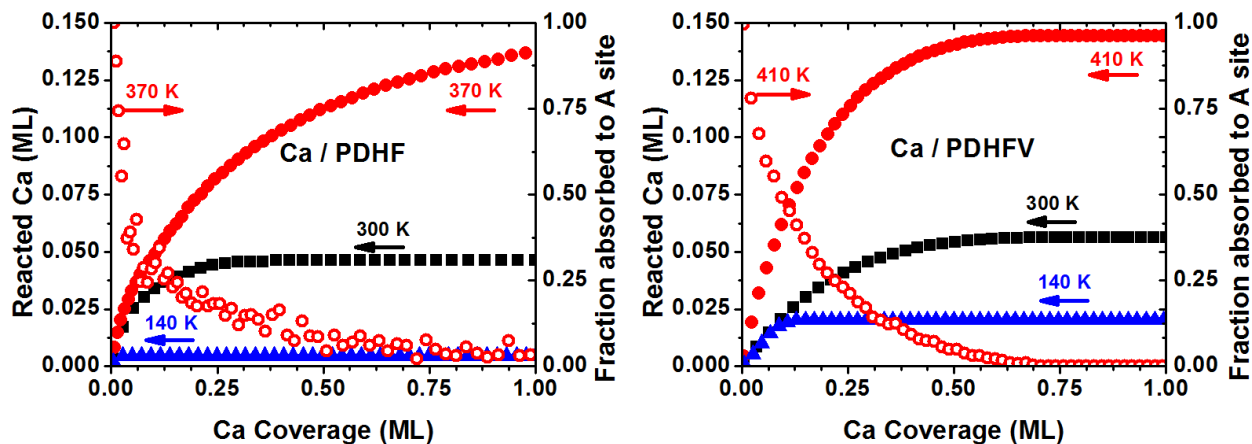 Reacted Ca (ML)
0.150
0.125
0.100
0.075
0.050
0.025
0.000
370 K
370 K
Ca / PDHF
300 K
140 K
1.00
0.75
0.50
0.25
0.00
Fraction absorbed to A site
0.00 0.25 0.50 0.75 1.00
Ca Coverage (ML)
Reacted Ca (ML)
0.150
0.125
0.100
0.075
0.050
0.025
0.000
410 K
410 K
Ca / PDHFV
300 K
140 K
1.00
0.75
0.50
0.25
0.00
Fraction absorbed to A site
0.00 0.25 0.50 0.75 1.00
Ca Coverage (ML)